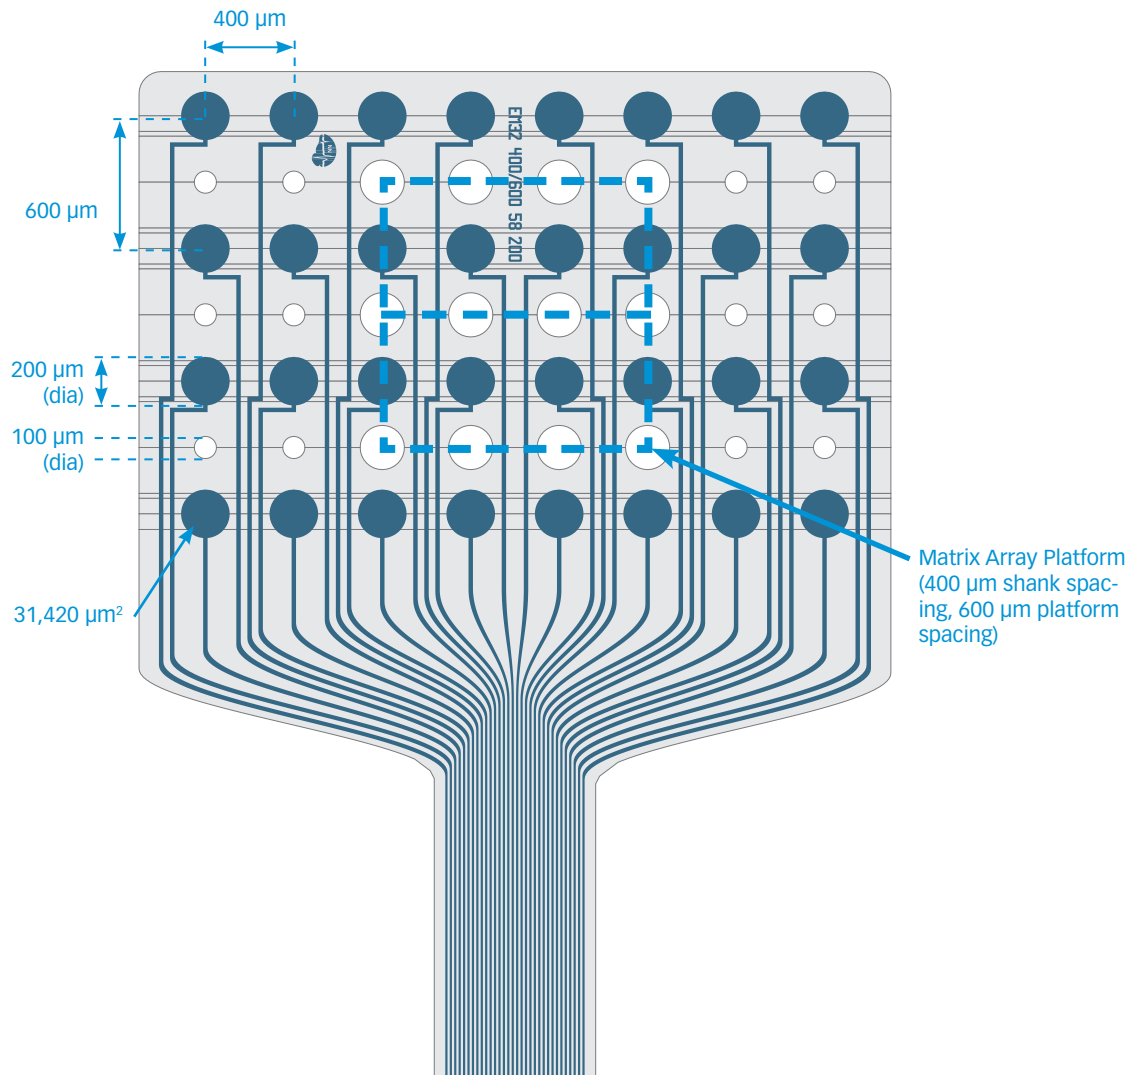 400 µm
600 µm
EM32 400/600 58 200
200 µm
(dia)
100 µm
(dia)
31,420 µm²
Matrix Array Platform
(400 µm shank spac-
ing, 600 µm platform
spacing)